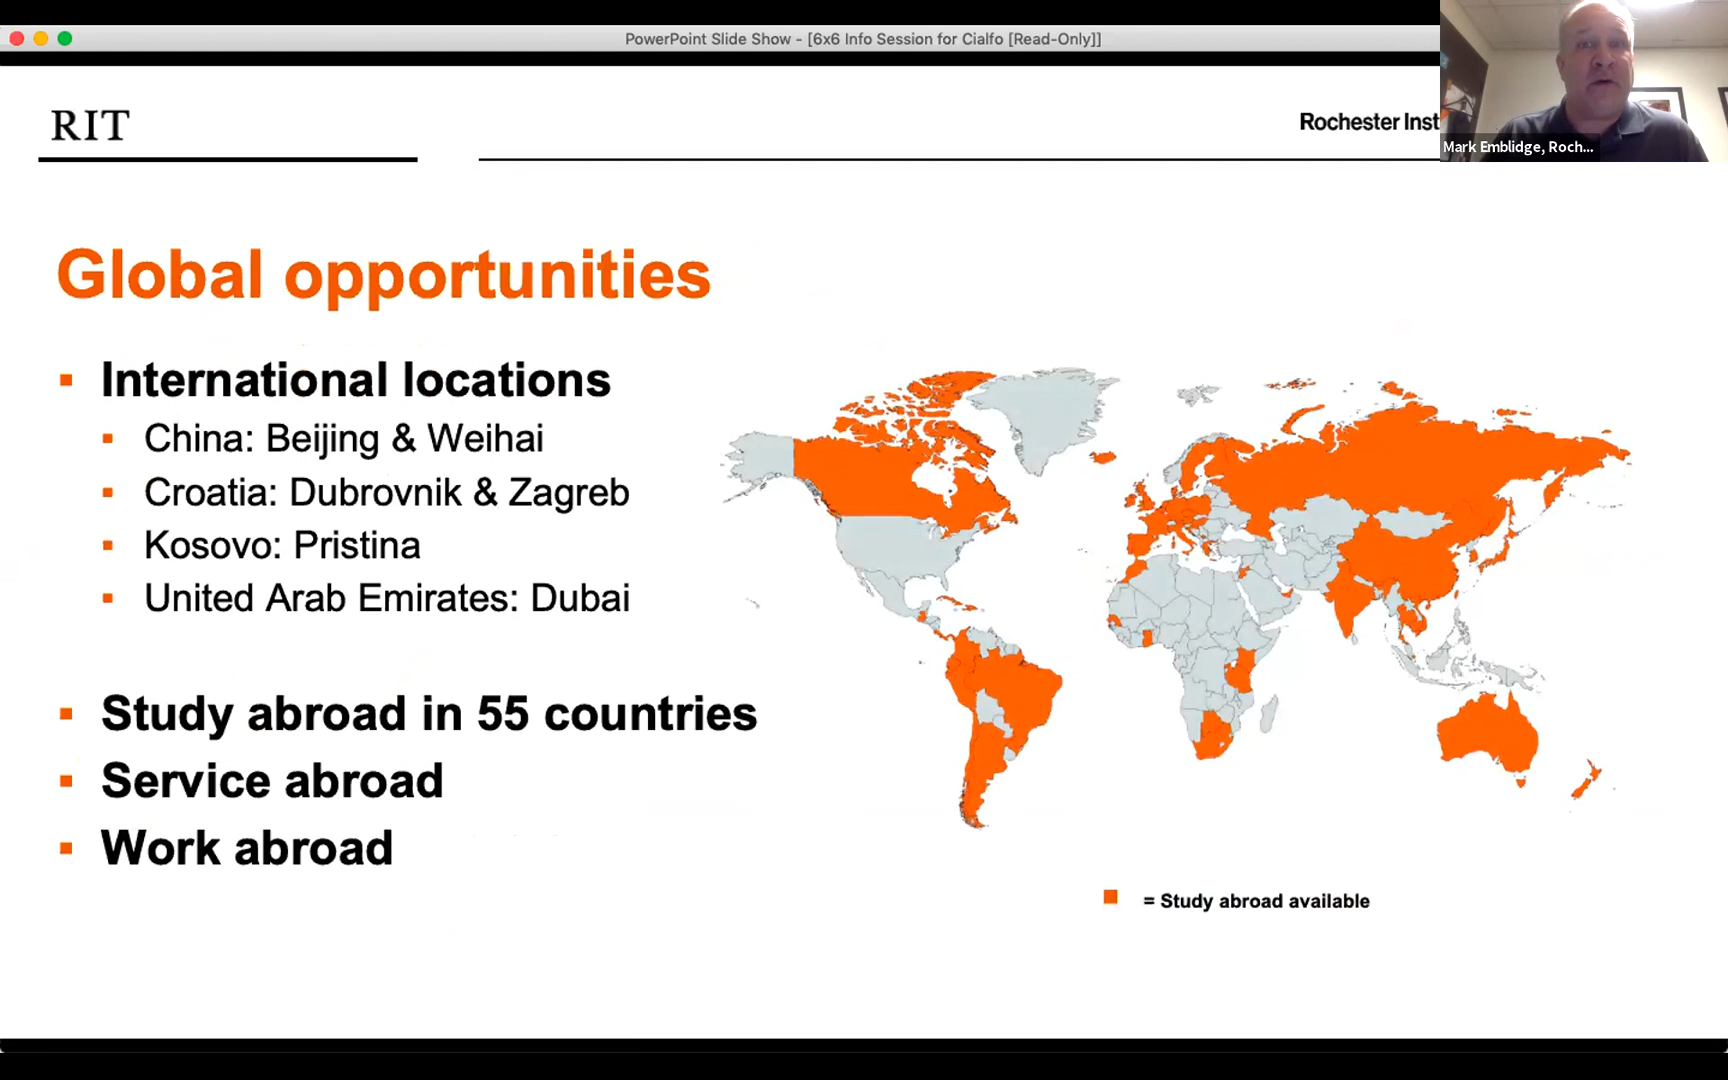 PowerPoint Slide Show - [6x6 Info Session for Cialfo [Read-Only]]
RIT
Rochester Inst
Mark Emblidge, Roch...
Global opportunities
International locations
China: Beijing & Weihai
Croatia: Dubrovnik & Zagreb
Kosovo: Pristina
United Arab Emirates: Dubai
Study abroad in 55 countries
Service abroad
Work abroad
= Study abroad available